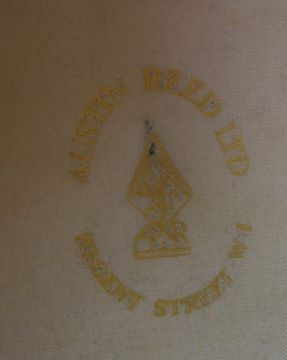 AUSTIN REED LTD
REGENT STREET W.1